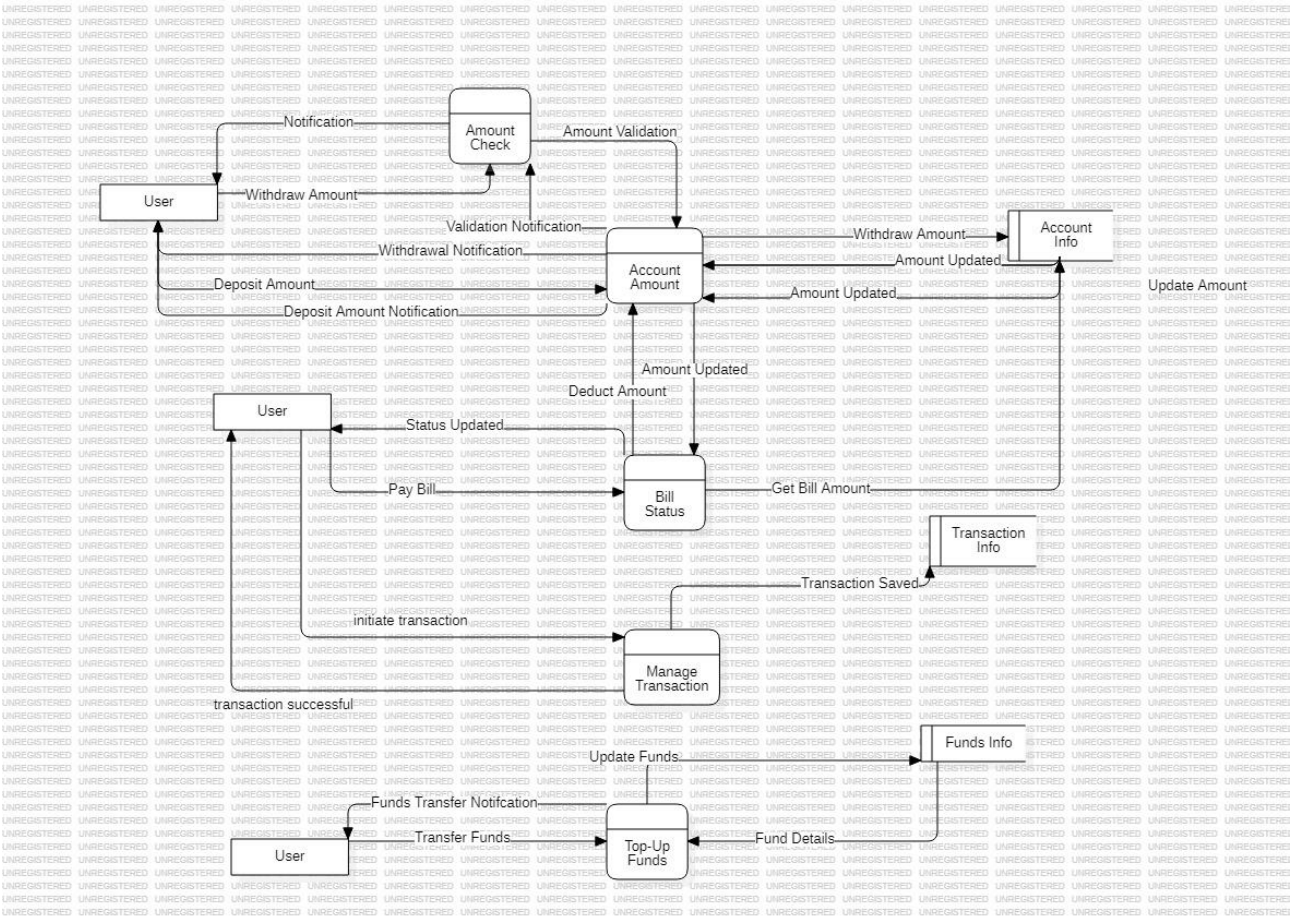 UNREGISTERED
Notification
Amount
Check
Amount Validation
User
Withdraw Amount
Validation Notification
Withdraw Amount
Account
Info
Withdrawal Notification
Account
Amount
Amount Updated
Deposit Amount
Amount Updated
Update Amount
Deposit Amount Notification
Amount Updated
Deduct Amount
User
Status Updated
Pay Bill
Bill
Status
Get Bill Amount
Transaction
Info
Transaction Saved
initiate transaction
Manage
Transaction
transaction successful
Funds Info
Update Funds
Funds Transfer Notifcation
Transfer Funds
Top-Up
Funds
Fund Details
User